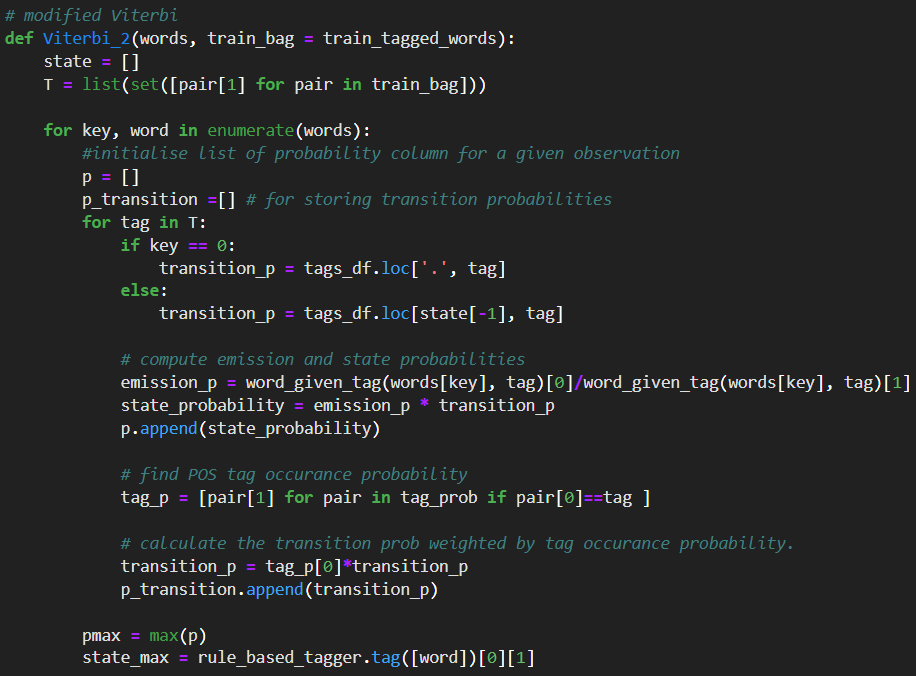 # modified Viterbi
def Viterbi_2(words, train_bag = train_tagged_words):
    state = []
    T = list(set([pair[1] for pair in train_bag]))

    for key, word in enumerate(words):
        #initialise list of probability column for a given observation
        p = []
        p_transition =[] # for storing transition probabilities
        for tag in T:
            if key == 0:
                transition_p = tags_df.loc['.', tag]
            else:
                transition_p = tags_df.loc[state[-1], tag]

            # compute emission and state probabilities
            emission_p = word_given_tag(words[key], tag)[0]/word_given_tag(words[key], tag)[1]
            state_probability = emission_p * transition_p
            p.append(state_probability)

            # find POS tag occurance probability
            tag_p = [pair[1] for pair in tag_prob if pair[0]==tag ]

            # calculate the transition prob weighted by tag occurance probability.
            transition_p = tag_p[0]*transition_p
            p_transition.append(transition_p)

        pmax = max(p)
        state_max = rule_based_tagger.tag([word])[0][1]